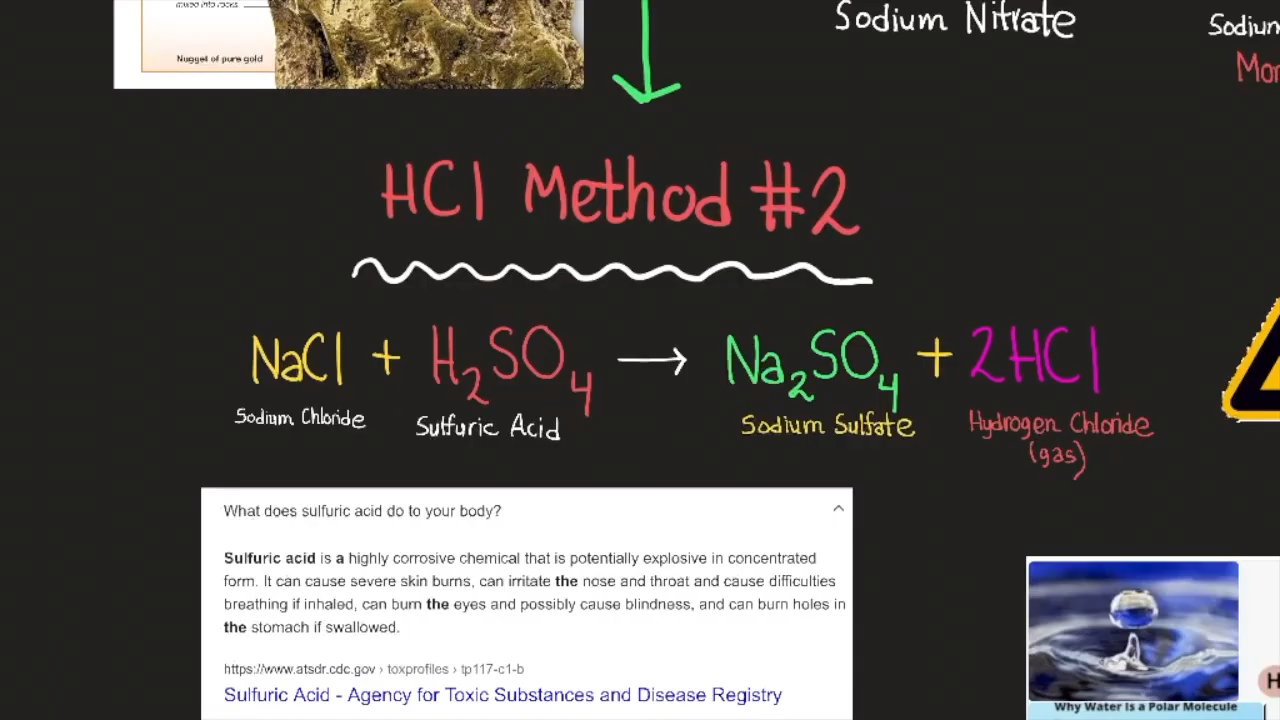 mixed into rocks.
Nugget of pure gold
Sodium Nitrate
HCl Method #2
NaCl + H₂SO₄ → Na₂SO₄ + 2HCl
Sodium Chloride
Sulfuric Acid
Sodium Sulfate
Hydrogen Chloride
(gas)
What does sulfuric acid do to your body?
Sulfuric acid is a highly corrosive chemical that is potentially explosive in concentrated
form. It can cause severe skin burns, can irritate the nose and throat and cause difficulties
breathing if inhaled, can burn the eyes and possibly cause blindness, and can burn holes in
the stomach if swallowed.
https://www.atsdr.cdc.gov › toxprofiles › tp117-c1-b
Sulfuric Acid - Agency for Toxic Substances and Disease Registry
Why Water Is a Polar Molecule
H